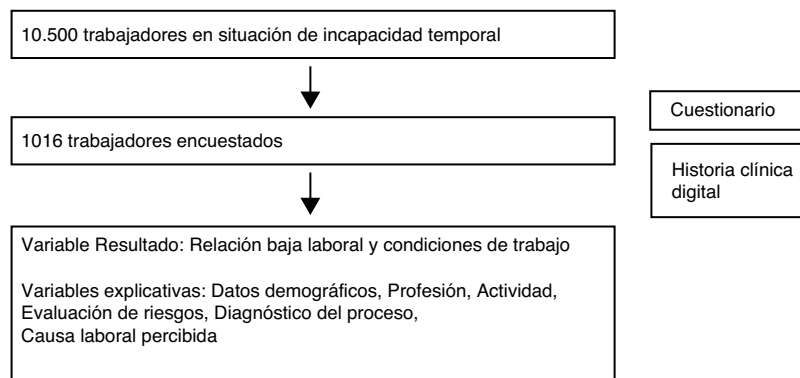 10.500 trabajadores en situación de incapacidad temporal
1016 trabajadores encuestados
Cuestionario
Historia clínica
digital
Variable Resultado: Relación baja laboral y condiciones de trabajo
Variables explicativas: Datos demográficos, Profesión, Actividad,
Evaluación de riesgos, Diagnóstico del proceso,
Causa laboral percibida